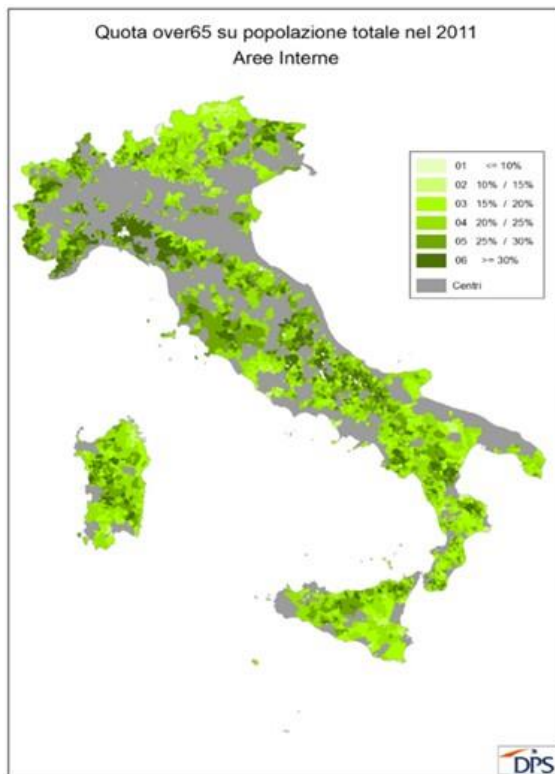 Quota over65 su popolazione totale nel 2011
Aree Interne
01 <= 10%
02 10% / 15%
03 15% / 20%
04 20% / 25%
05 25% / 30%
06 >= 30%
Centri
DPS